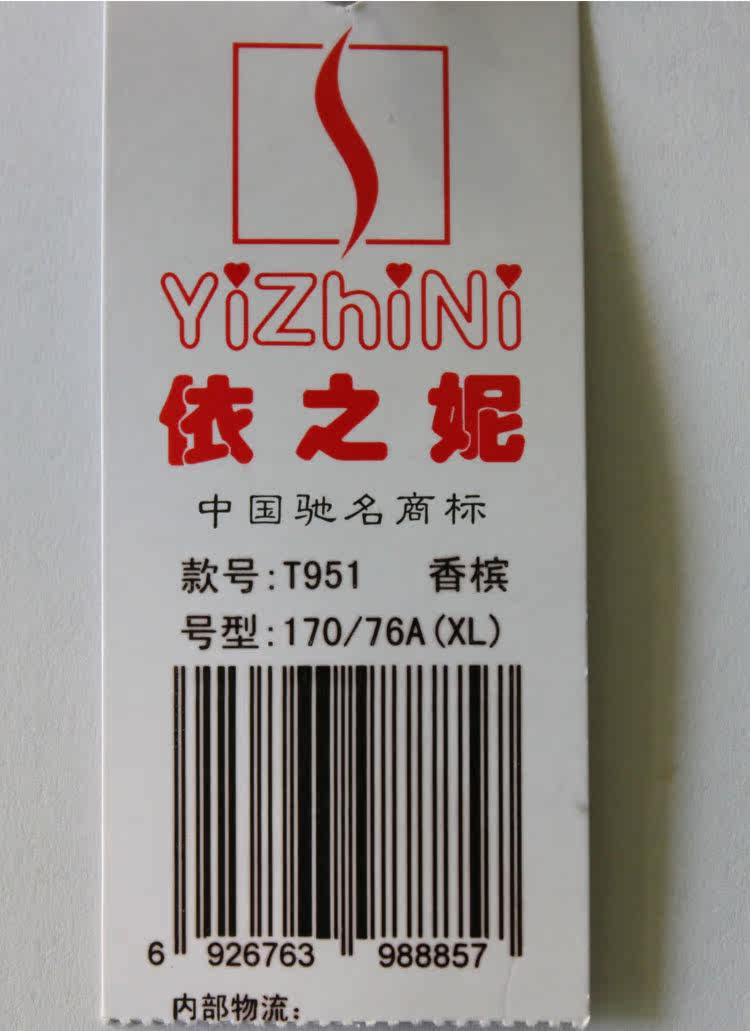 YiZhiNi
依之妮
中国驰名商标
款号:T951 香槟
号型:170/76A(XL)
6 926763 988857
内部物流: